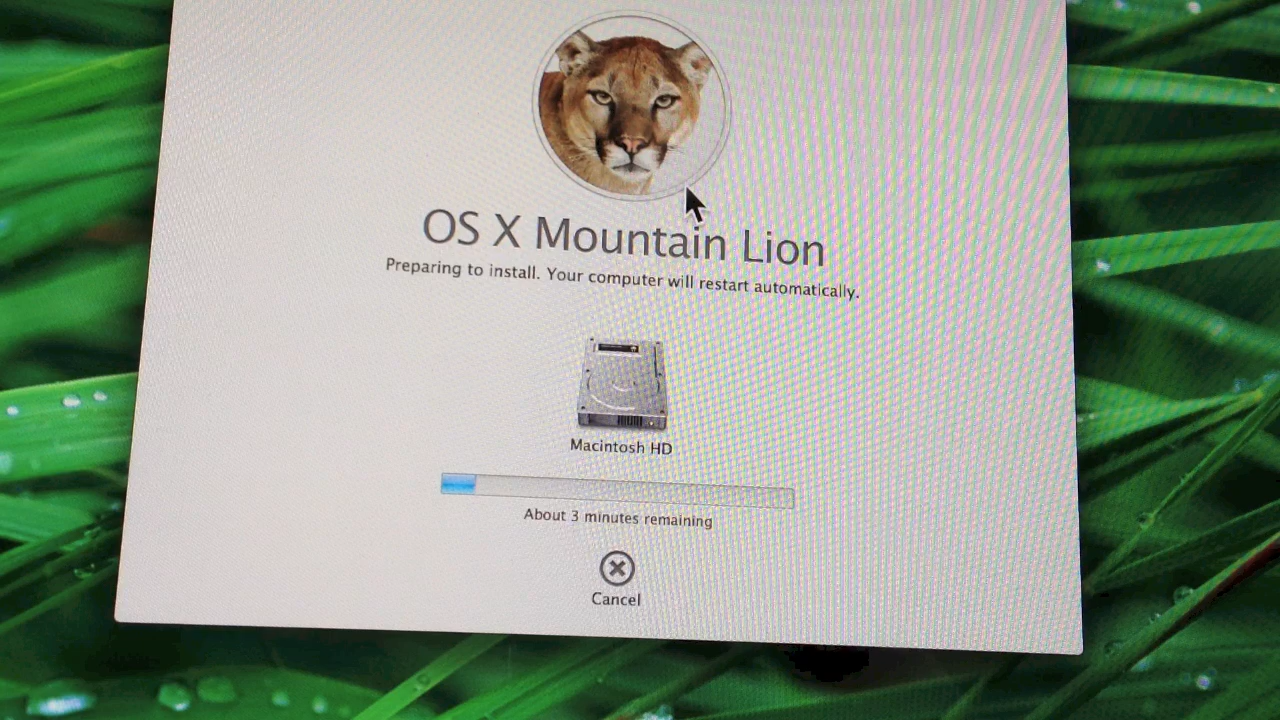 OS X Mountain Lion
Preparing to install. Your computer will restart automatically.
Macintosh HD
About 3 minutes remaining
Cancel